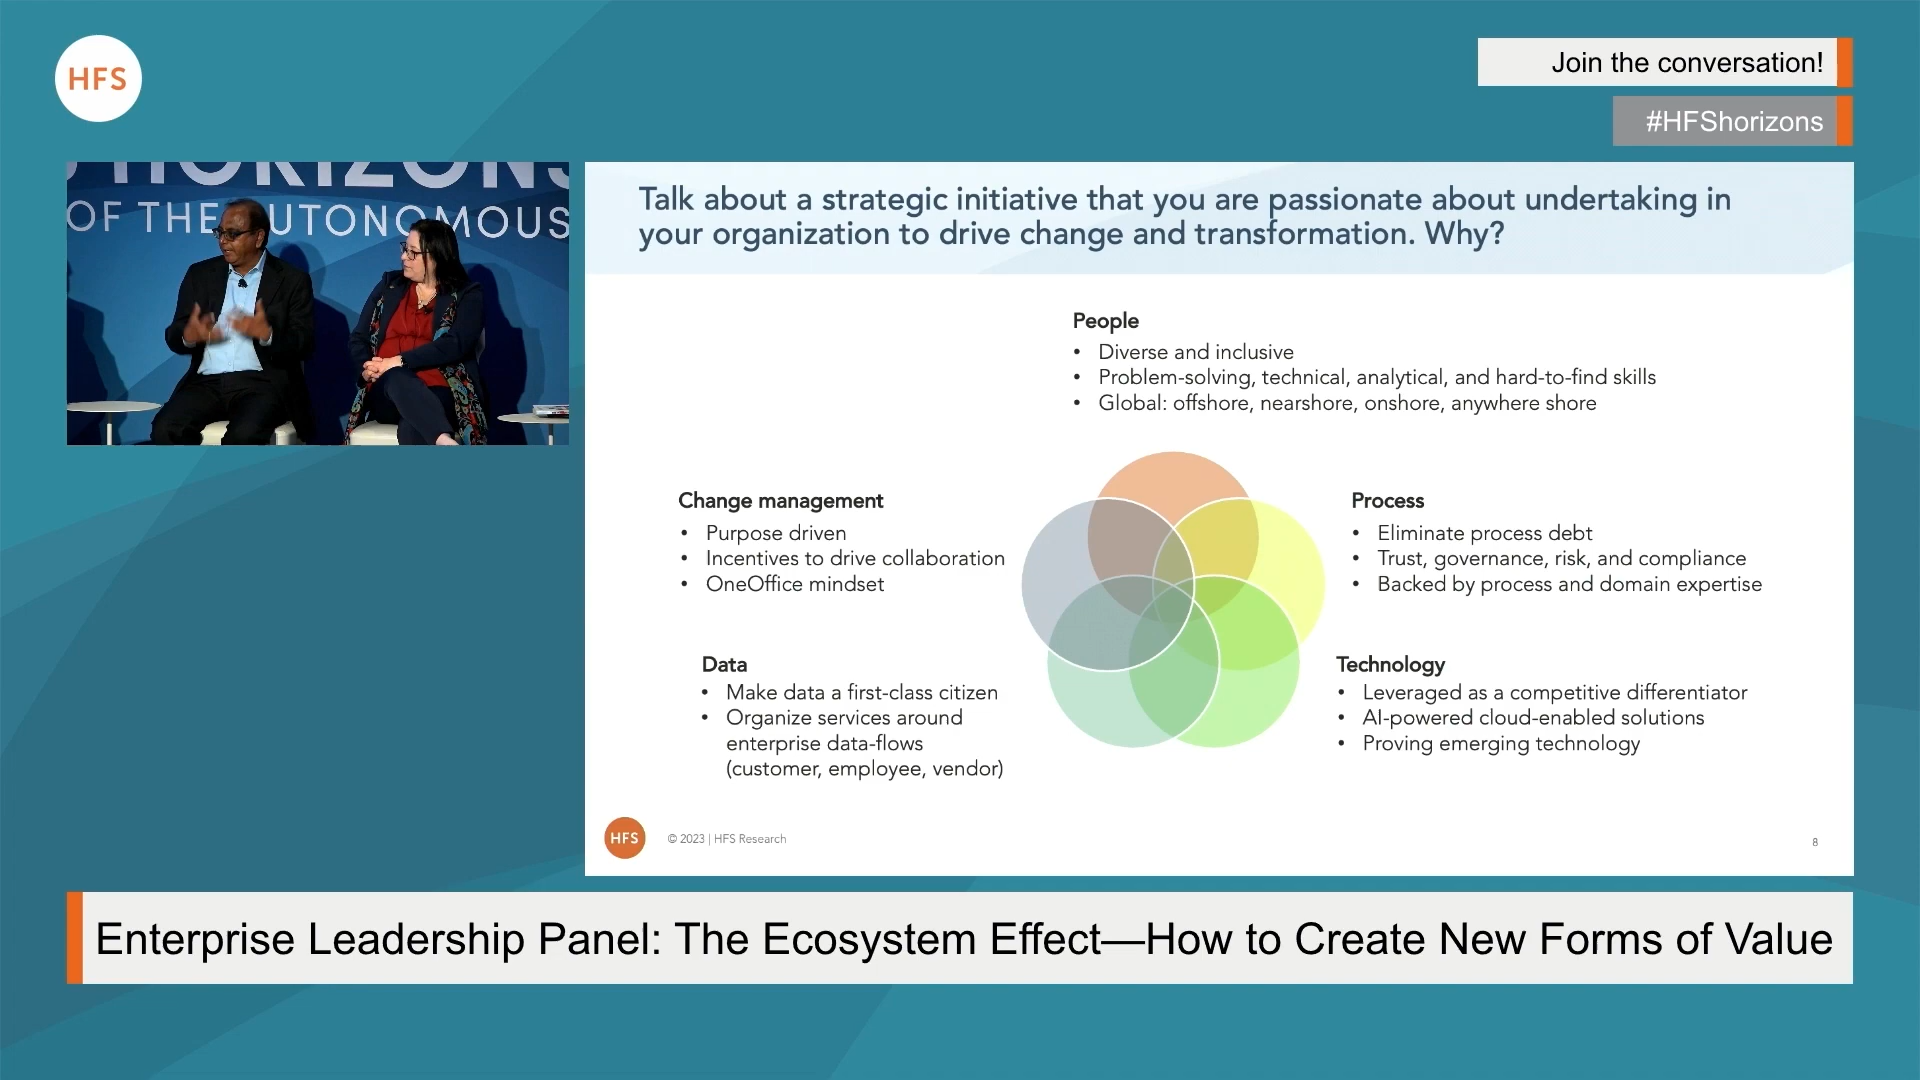 HFS
Join the conversation!
#HFShorizons
HORIZONS
OF THE AUTONOMOUS
Talk about a strategic initiative that you are passionate about undertaking in
your organization to drive change and transformation. Why?
People
• Diverse and inclusive
• Problem-solving, technical, analytical, and hard-to-find skills
• Global: offshore, nearshore, onshore, anywhere shore
Change management
• Purpose driven
• Incentives to drive collaboration
• OneOffice mindset
Process
• Eliminate process debt
• Trust, governance, risk, and compliance
• Backed by process and domain expertise
Data
• Make data a first-class citizen
• Organize services around
enterprise data-flows
(customer, employee, vendor)
Technology
• Leveraged as a competitive differentiator
• AI-powered cloud-enabled solutions
• Proving emerging technology
HFS
© 2023 | HFS Research
8
Enterprise Leadership Panel: The Ecosystem Effect—How to Create New Forms of Value